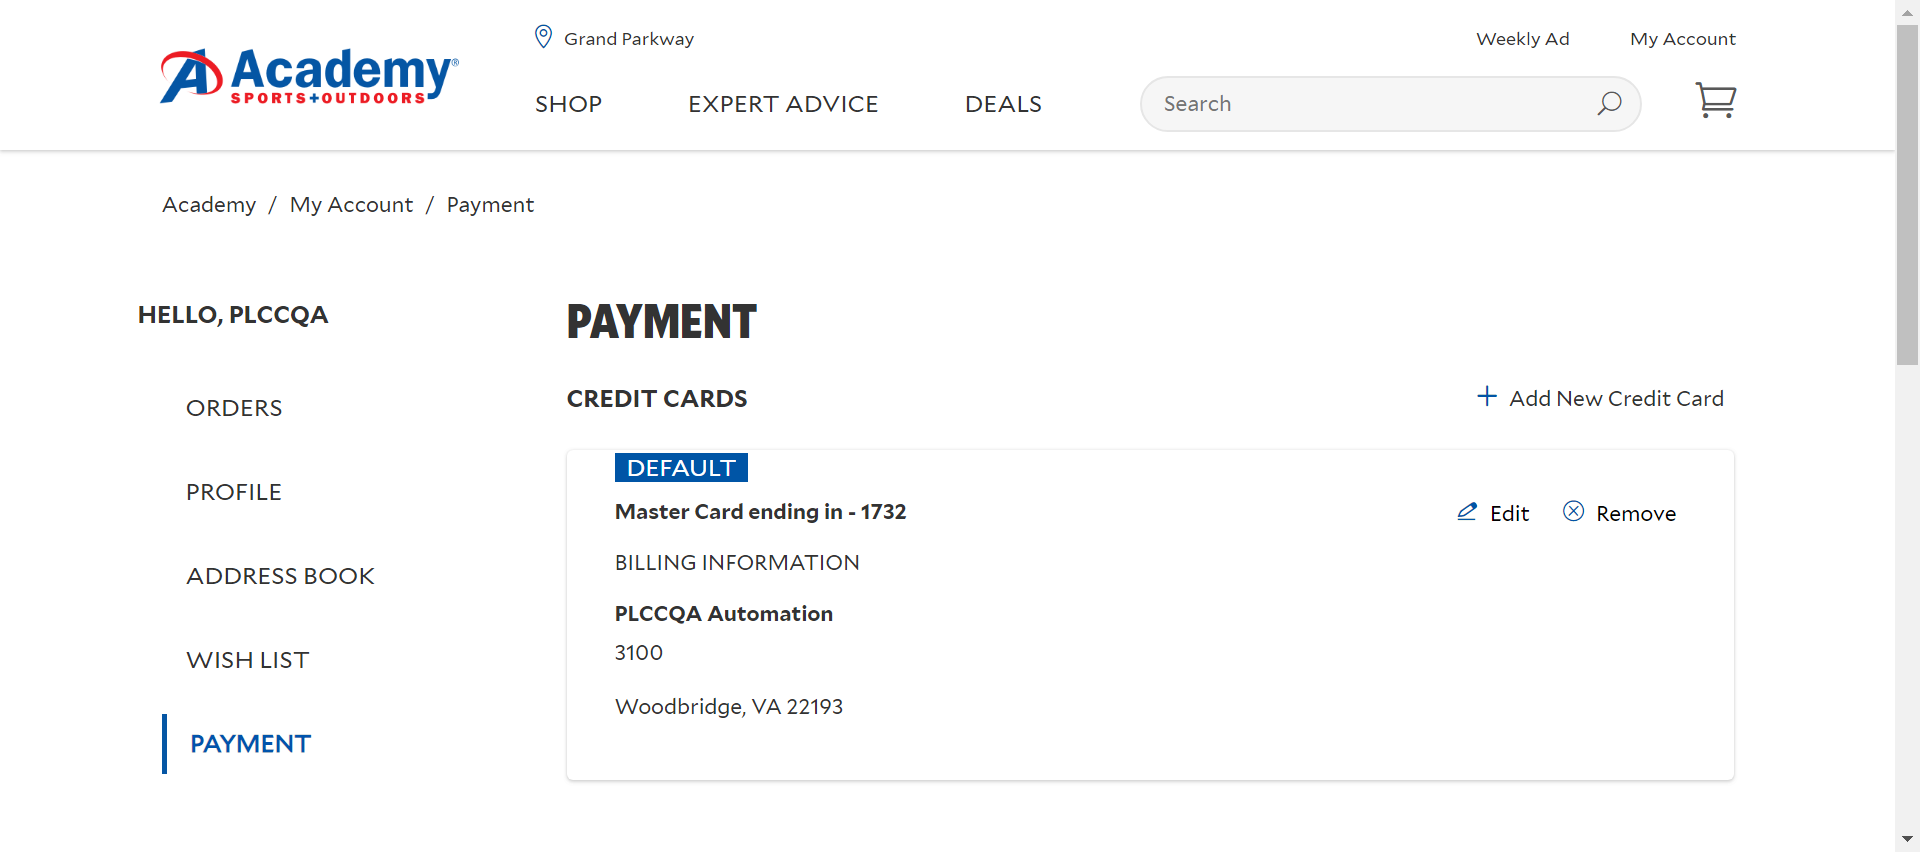 Grand Parkway
Weekly Ad
My Account
Academy®
SPORTS+OUTDOORS
SHOP
EXPERT ADVICE
DEALS
Search
Academy / My Account / Payment
HELLO, PLCCQA
ORDERS
PROFILE
ADDRESS BOOK
WISH LIST
PAYMENT
PAYMENT
CREDIT CARDS
Add New Credit Card
DEFAULT
Master Card ending in - 1732
Edit
Remove
BILLING INFORMATION
PLCCQA Automation
3100
Woodbridge, VA 22193